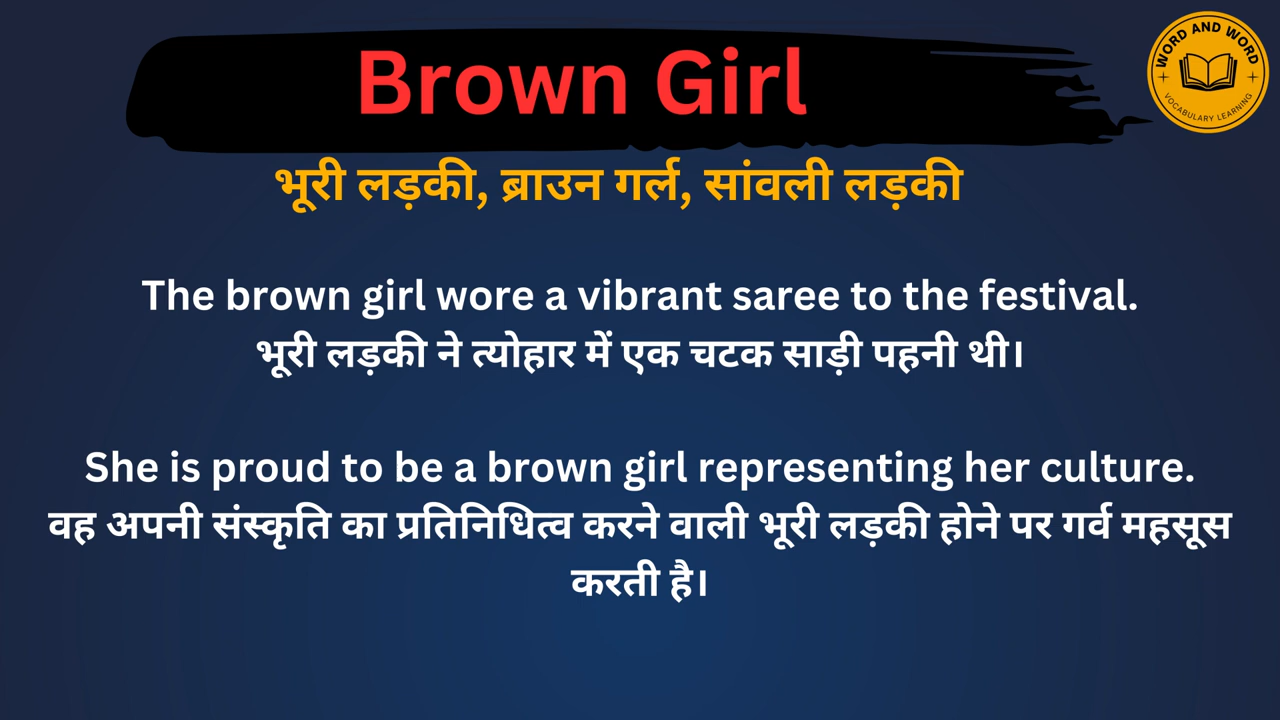 Brown Girl
WORD AND WORD
VOCABULARY LEARNING
भूरी लड़की, ब्राउन गर्ल, सांवली लड़की
The brown girl wore a vibrant saree to the festival.
भूरी लड़की ने त्योहार में एक चटक साड़ी पहनी थी।
She is proud to be a brown girl representing her culture.
वह अपनी संस्कृति का प्रतिनिधित्व करने वाली भूरी लड़की होने पर गर्व महसूस
करती है।